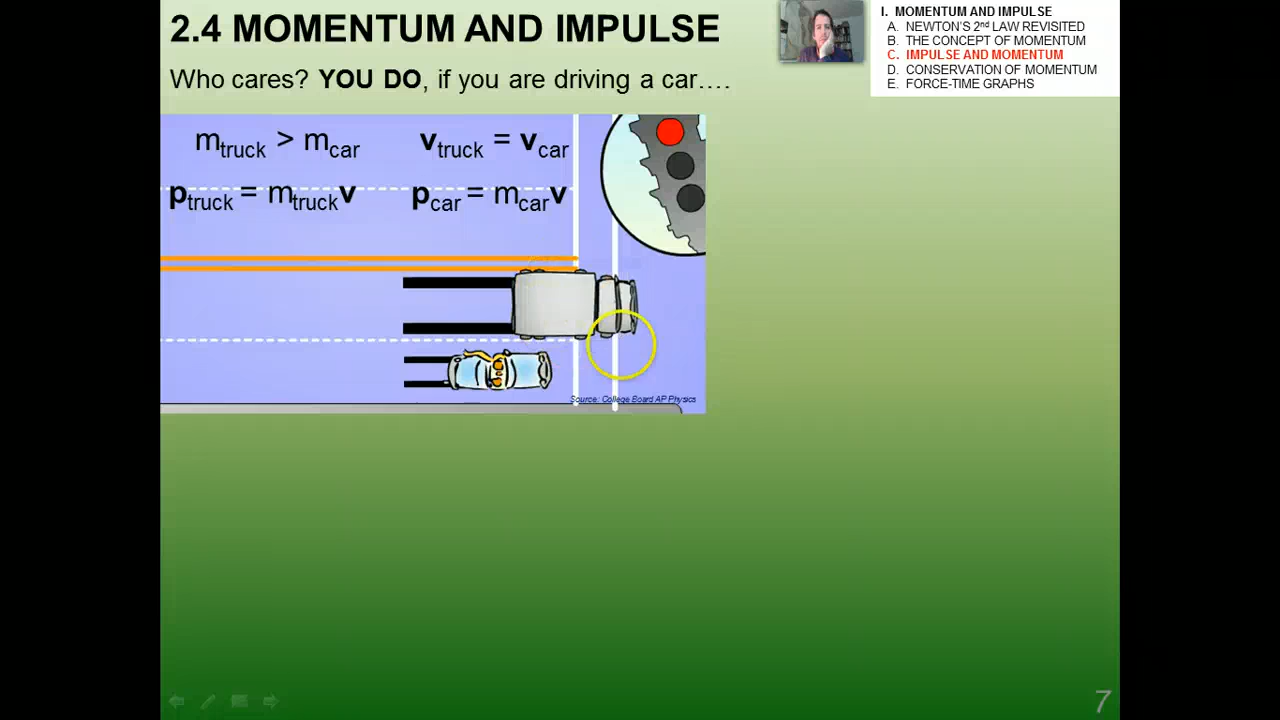 2.4 MOMENTUM AND IMPULSE
Who cares? YOU DO, if you are driving a car….
I. MOMENTUM AND IMPULSE
A. NEWTON'S 2nd LAW REVISITED
B. THE CONCEPT OF MOMENTUM
C. IMPULSE AND MOMENTUM
D. CONSERVATION OF MOMENTUM
E. FORCE-TIME GRAPHS
mtruck > mcar
vtruck = vcar
ptruck = mtruckv
pcar = mcarv
Source: College Board AP Physics
7